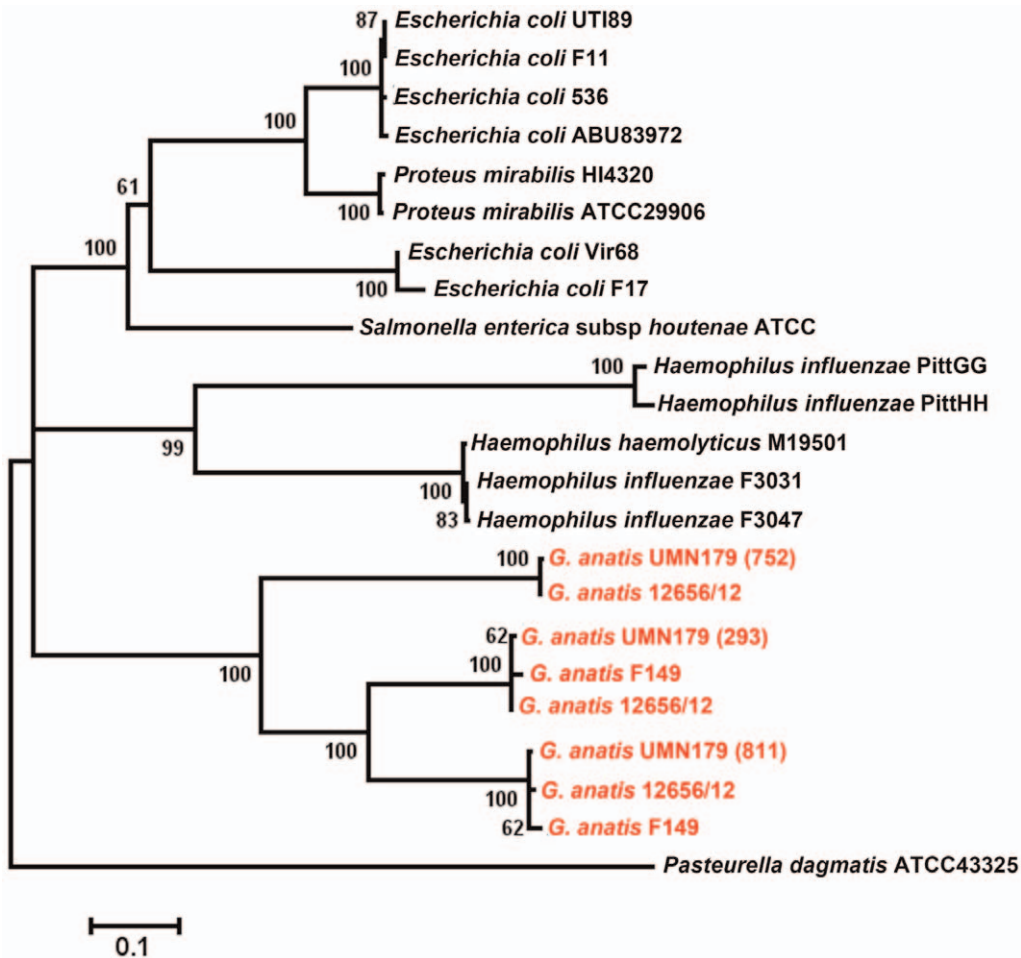 87 Escherichia coli UTI89
Escherichia coli F11
100
Escherichia coli 536
100
Escherichia coli ABU83972
Proteus mirabilis HI4320
61
100 Proteus mirabilis ATCC29906
100
Escherichia coli Vir68
100 Escherichia coli F17
Salmonella enterica subsp houtenae ATCC
100 Haemophilus influenzae PittGG
Haemophilus influenzae PittHH
99
Haemophilus haemolyticus M19501
Haemophilus influenzae F3031
100
83 Haemophilus influenzae F3047
100 G. anatis UMN179 (752)
G. anatis 12656/12
62 G. anatis UMN179 (293)
100
G. anatis F149
100
G. anatis 12656/12
100
G. anatis UMN179 (811)
G. anatis 12656/12
100
62 G. anatis F149
Pasteurella dagmatis ATCC43325
0.1